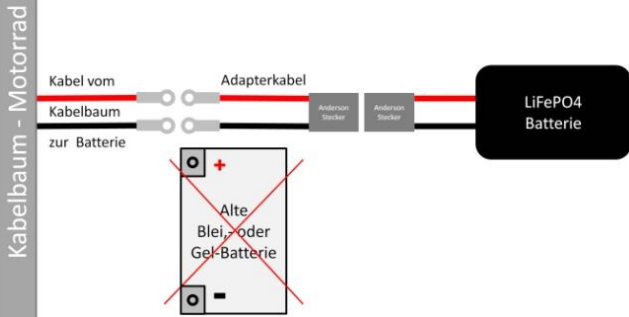 Kabelbaum - Motorrad
Kabel vom
Kabelbaum
zur Batterie
Adapterkabel
Anderson
Stecker
Anderson
Stecker
LiFePO4
Batterie
+
Alte
Blei,- oder
Gel-Batterie
-